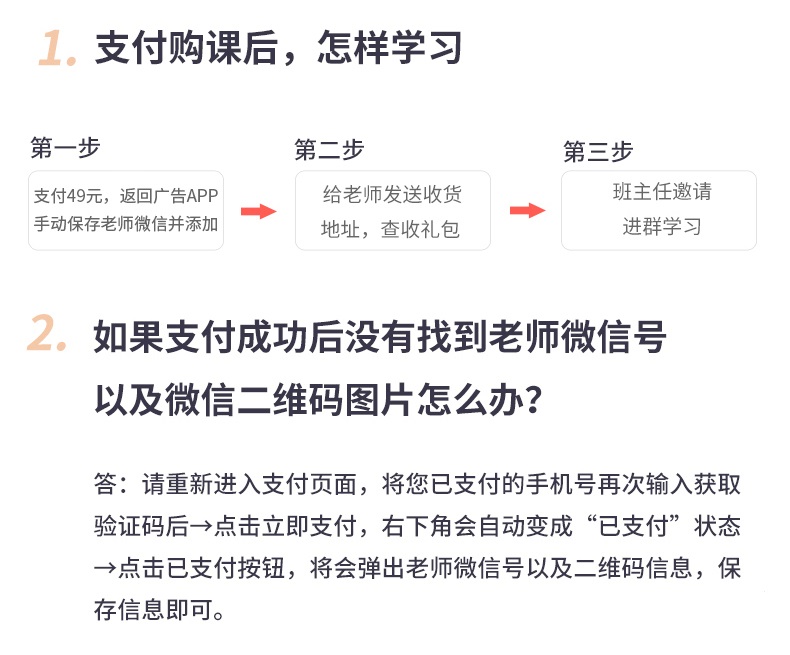 1. 支付购课后，怎样学习
第一步
支付49元，返回广告APP
手动保存老师微信并添加
第二步
给老师发送收货
地址，查收礼包
第三步
班主任邀请
进群学习
2. 如果支付成功后没有找到老师微信号
以及微信二维码图片怎么办？
答：请重新进入支付页面，将您已支付的手机号再次输入获取
验证码后→点击立即支付，右下角会自动变成“已支付”状态
→点击已支付按钮，将会弹出老师微信号以及二维码信息，保
存信息即可。